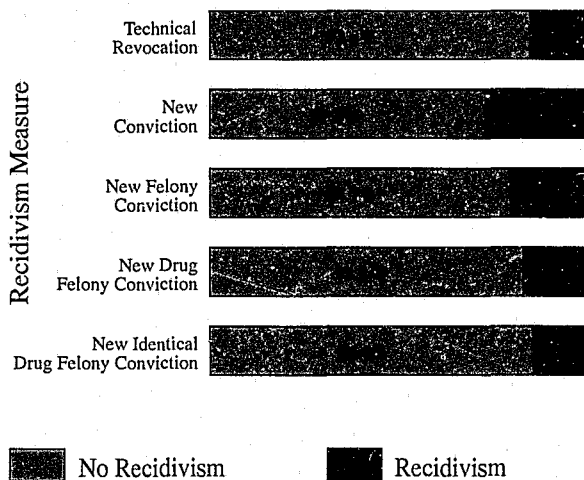 Recidivism Measure
Technical
Revocation
New
Conviction
New Felony
Conviction
New Drug
Felony Conviction
New Identical
Drug Felony Conviction
No Recidivism
Recidivism